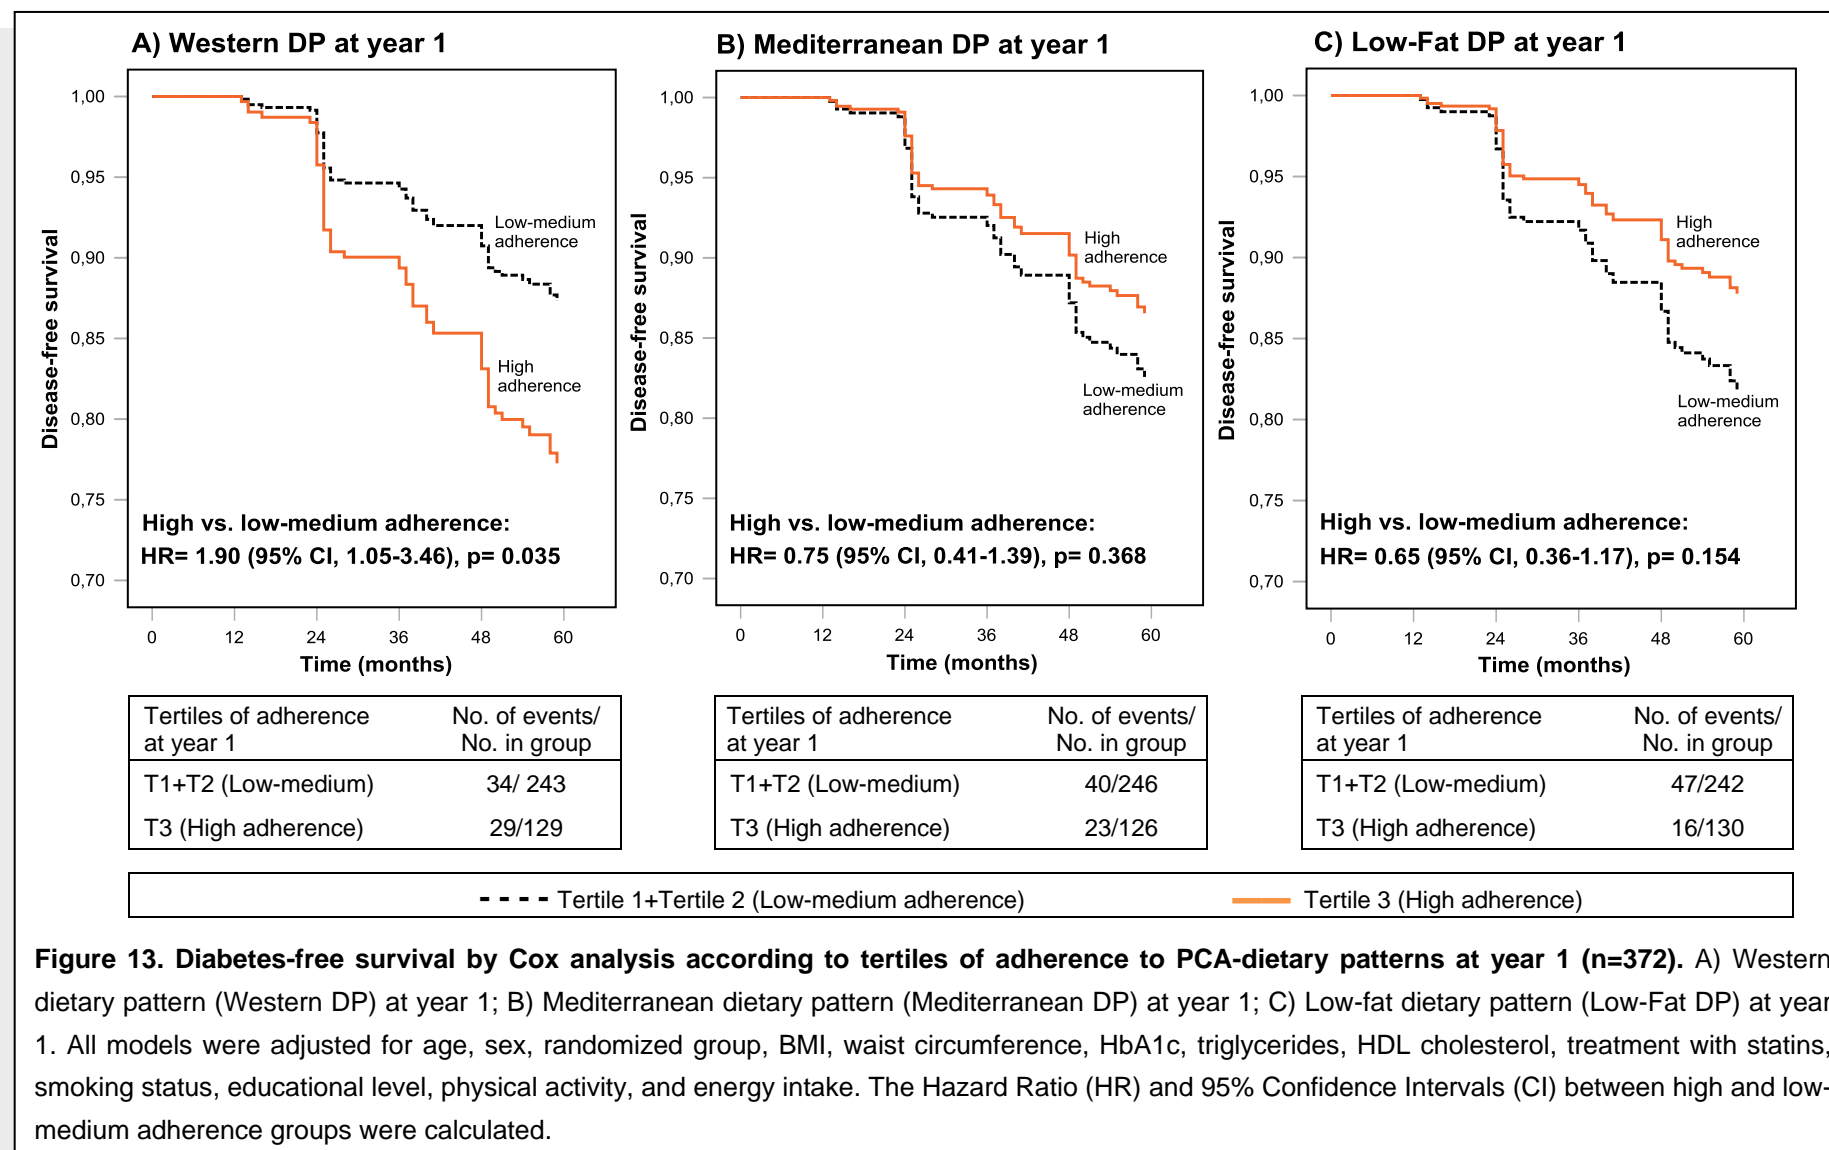 A) Western DP at year 1
1,00
0,95
0,90
0,85
0,80
0,75
0,70
Disease-free survival
Low-medium
adherence
High
adherence
High vs. low-medium adherence:
HR= 1.90 (95% CI, 1.05-3.46), p= 0.035
0 12 24 36 48 60
Time (months)
B) Mediterranean DP at year 1
1,00
0,95
0,90
0,85
0,80
0,75
0,70
Disease-free survival
High
adherence
Low-medium
adherence
High vs. low-medium adherence:
HR= 0.75 (95% CI, 0.41-1.39), p= 0.368
0 12 24 36 48 60
Time (months)
C) Low-Fat DP at year 1
1,00
0,95
0,90
0,85
0,80
0,75
0,70
Disease-free survival
High
adherence
Low-medium
adherence
High vs. low-medium adherence:
HR= 0.65 (95% CI, 0.36-1.17), p= 0.154
0 12 24 36 48 60
Time (months)
Tertiles of adherence No. of events/
at year 1 No. in group
T1+T2 (Low-medium) 34/ 243
T3 (High adherence) 29/129
Tertiles of adherence No. of events/
at year 1 No. in group
T1+T2 (Low-medium) 40/246
T3 (High adherence) 23/126
Tertiles of adherence No. of events/
at year 1 No. in group
T1+T2 (Low-medium) 47/242
T3 (High adherence) 16/130
Tertile 1+Tertile 2 (Low-medium adherence) Tertile 3 (High adherence)
Figure 13. Diabetes-free survival by Cox analysis according to tertiles of adherence to PCA-dietary patterns at year 1 (n=372). A) Western
dietary pattern (Western DP) at year 1; B) Mediterranean dietary pattern (Mediterranean DP) at year 1; C) Low-fat dietary pattern (Low-Fat DP) at year
1. All models were adjusted for age, sex, randomized group, BMI, waist circumference, HbA1c, triglycerides, HDL cholesterol, treatment with statins,
smoking status, educational level, physical activity, and energy intake. The Hazard Ratio (HR) and 95% Confidence Intervals (CI) between high and low-
medium adherence groups were calculated.